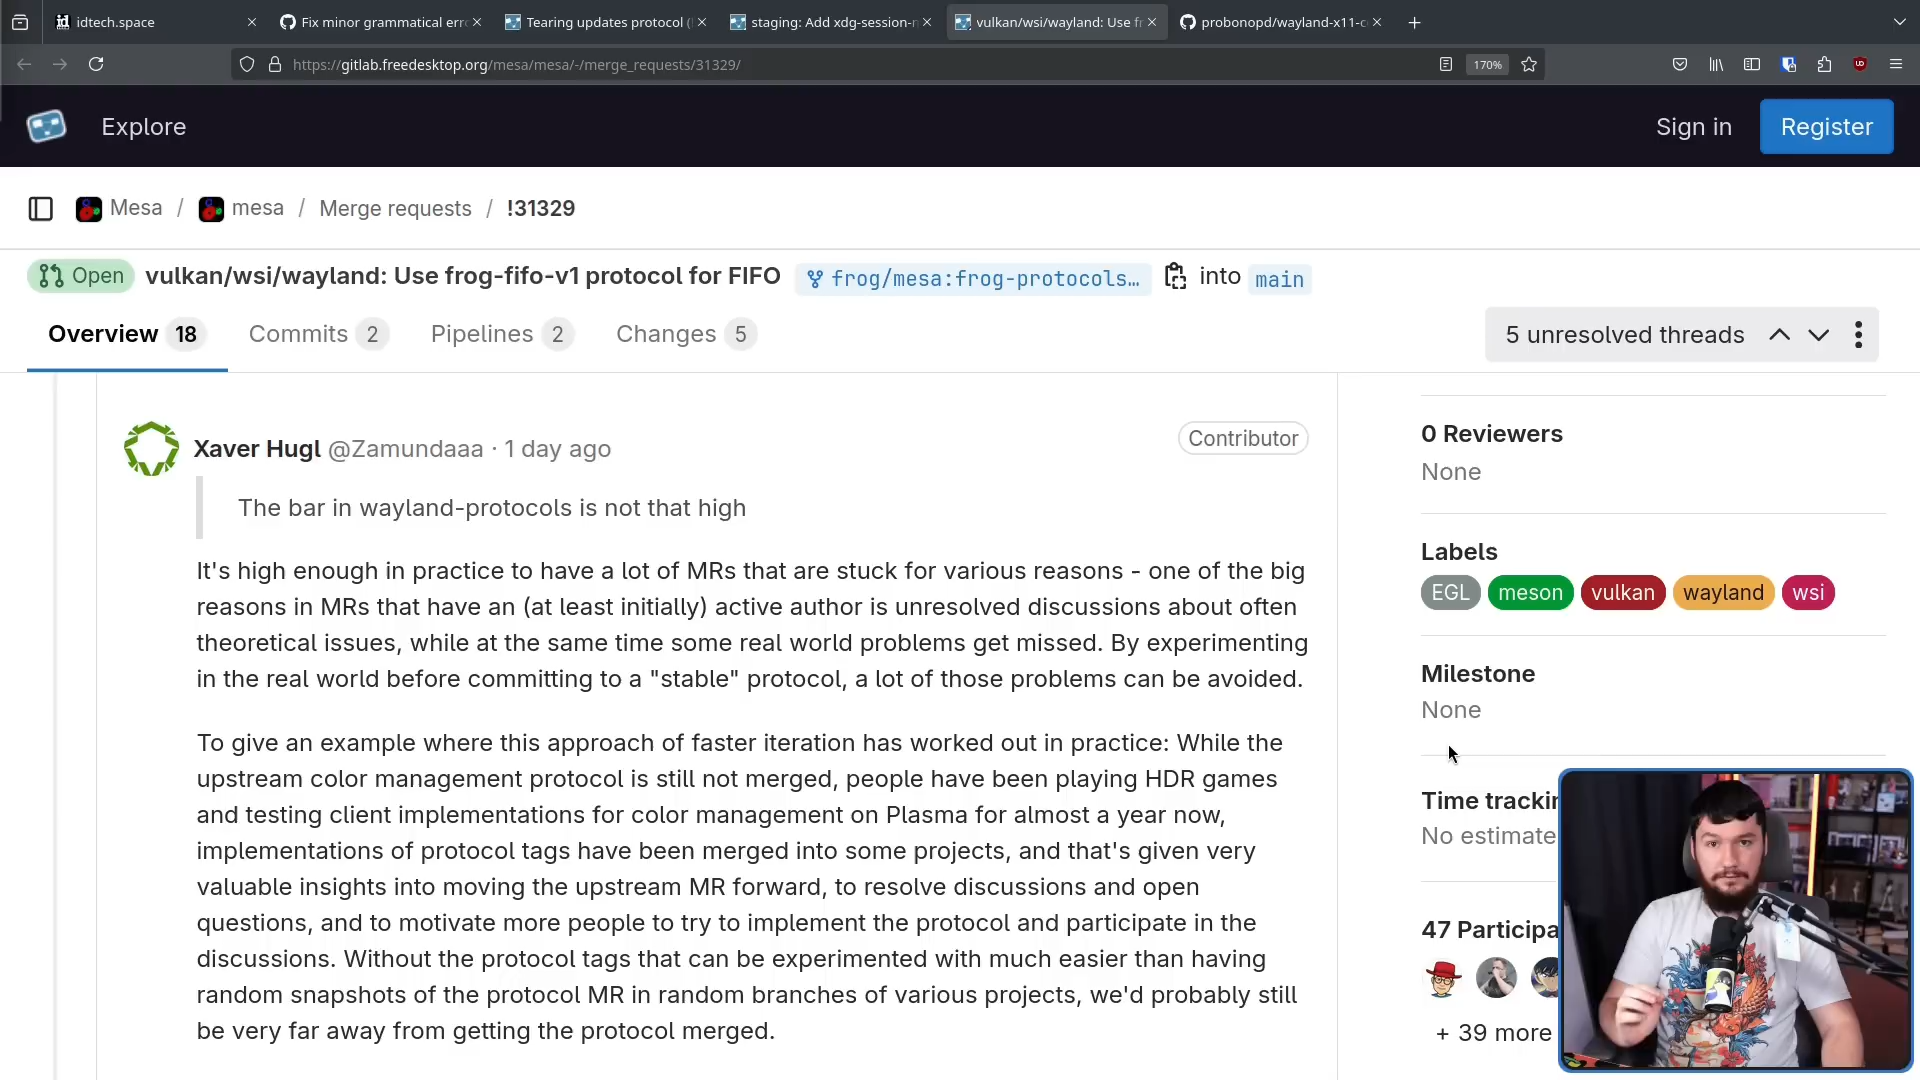 idtech.space
Fix minor grammatical erro
Tearing updates protocol (
staging: Add xdg-session-m
vulkan/wsi/wayland: Use fr
probonopd/wayland-x11-c
https://gitlab.freedesktop.org/mesa/mesa/-/merge_requests/31329/
170%
Explore
Sign in
Register
Mesa / mesa / Merge requests / !31329
Open vulkan/wsi/wayland: Use frog-fifo-v1 protocol for FIFO frog/mesa:frog-protocols… into main
Overview 18 Commits 2 Pipelines 2 Changes 5
5 unresolved threads
Xaver Hugl @Zamundaaa · 1 day ago
Contributor
The bar in wayland-protocols is not that high
It's high enough in practice to have a lot of MRs that are stuck for various reasons - one of the big
reasons in MRs that have an (at least initially) active author is unresolved discussions about often
theoretical issues, while at the same time some real world problems get missed. By experimenting
in the real world before committing to a "stable" protocol, a lot of those problems can be avoided.
To give an example where this approach of faster iteration has worked out in practice: While the
upstream color management protocol is still not merged, people have been playing HDR games
and testing client implementations for color management on Plasma for almost a year now,
implementations of protocol tags have been merged into some projects, and that's given very
valuable insights into moving the upstream MR forward, to resolve discussions and open
questions, and to motivate more people to try to implement the protocol and participate in the
discussions. Without the protocol tags that can be experimented with much easier than having
random snapshots of the protocol MR in random branches of various projects, we'd probably still
be very far away from getting the protocol merged.
0 Reviewers
None
Labels
EGL meson vulkan wayland wsi
Milestone
None
Time trackin
No estimate
47 Participa
+ 39 more